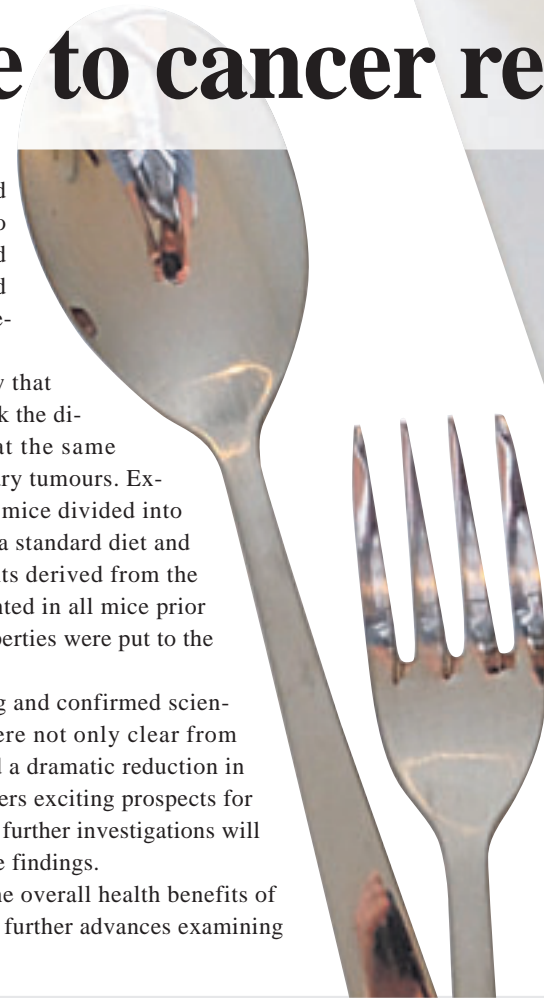 e to cancer re
d
o
d
d
e-
y that
k the di-
at the same
ry tumours. Ex-
mice divided into
a standard diet and
ts derived from the
nted in all mice prior
perties were put to the
g and confirmed scien-
ere not only clear from
d a dramatic reduction in
ers exciting prospects for
further investigations will
e findings.
he overall health benefits of
further advances examining